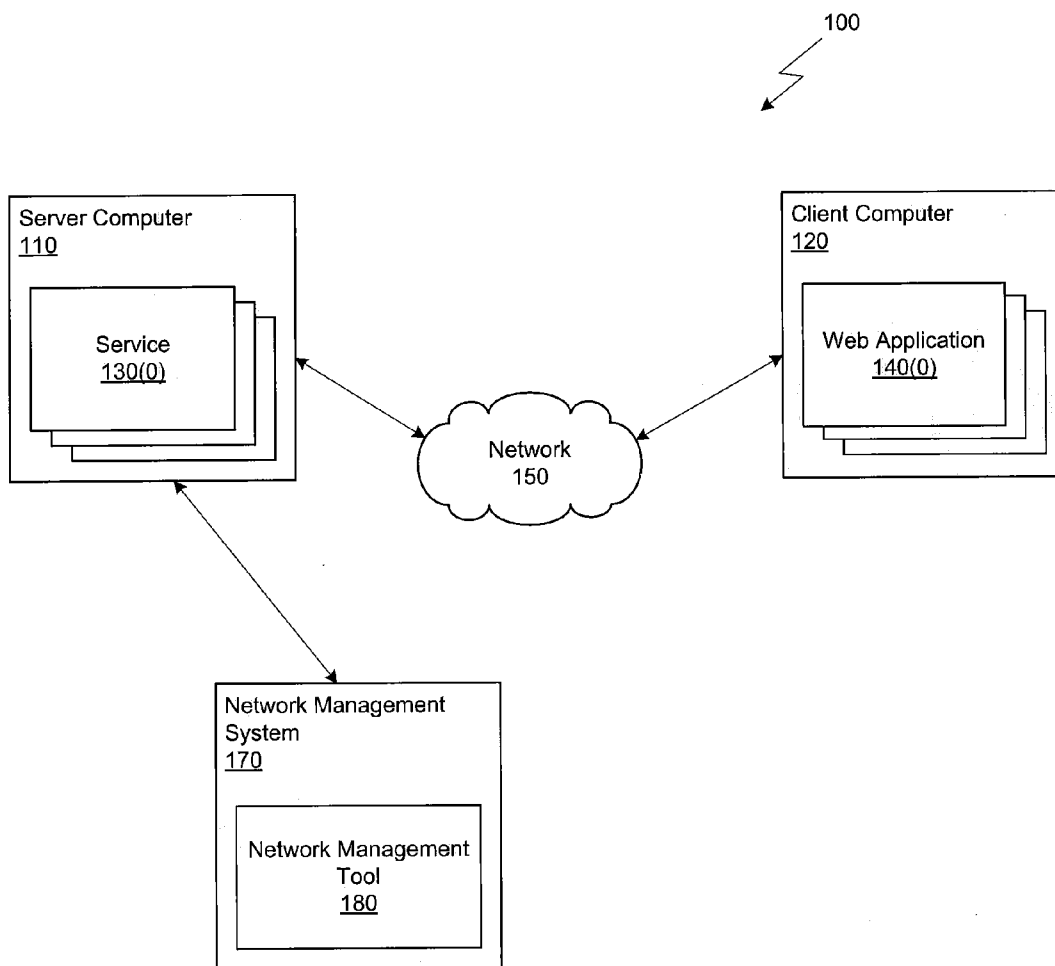 100
Server Computer
110
Service
130(0)
Client Computer
120
Web Application
140(0)
Network
150
Network Management
System
170
Network Management
Tool
180